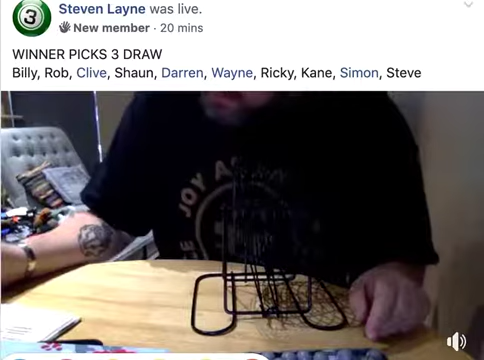 3
Steven Layne was live.
New member · 20 mins
WINNER PICKS 3 DRAW
Billy, Rob, Clive, Shaun, Darren, Wayne, Ricky, Kane, Simon, Steve
JOY